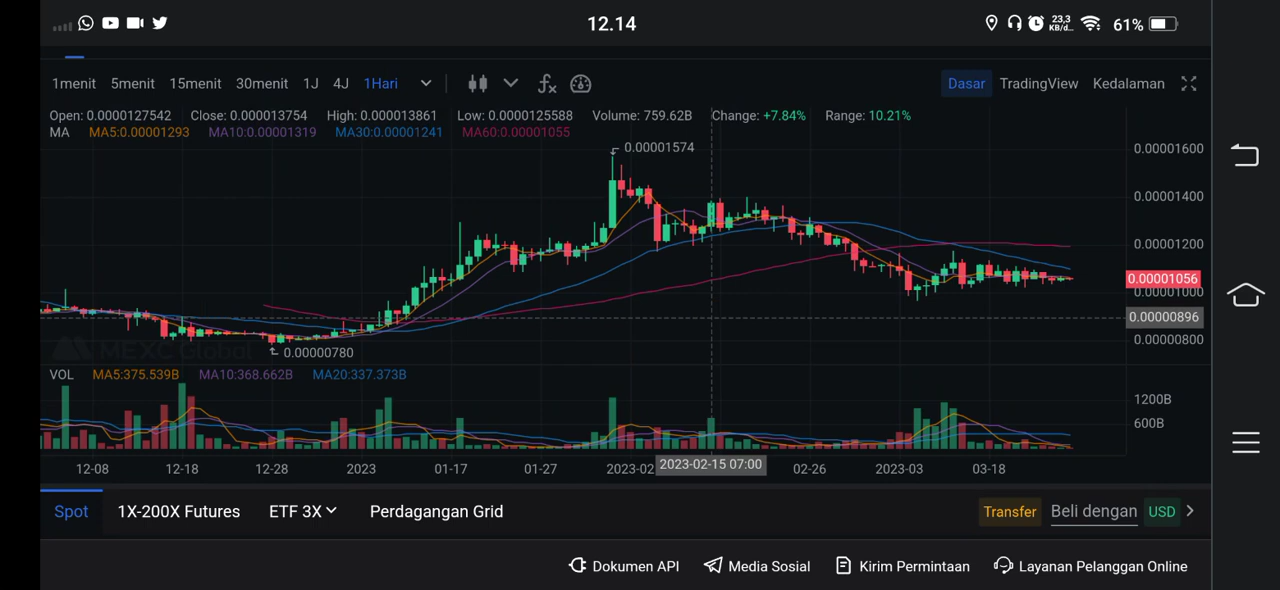 12.14 23,3 KB/d... 61%
1menit 5menit 15menit 30menit 1J 4J 1Hari Dasar TradingView Kedalaman
Open: 0.0000127542 Close: 0.000013754 High: 0.000013861 Low: 0.0000125588 Volume: 759.62B Change: +7.84% Range: 10.21%
MA MA5:0.00001293 MA10:0.00001319 MA30:0.00001241 MA60:0.00001055
0.00001574
0.00001600
0.00001400
0.00001200
0.00001056
0.00001000
0.00000896
0.00000800
MEXC Global
0.00000780
VOL MA5:375.539B MA10:368.662B MA20:337.373B
1200B
600B
12-08 12-18 12-28 2023 01-17 01-27 2023-02 2023-02-15 07:00 02-26 2023-03 03-18
Spot 1X-200X Futures ETF 3X Perdagangan Grid Transfer Beli dengan USD
Dokumen API Media Sosial Kirim Permintaan Layanan Pelanggan Online